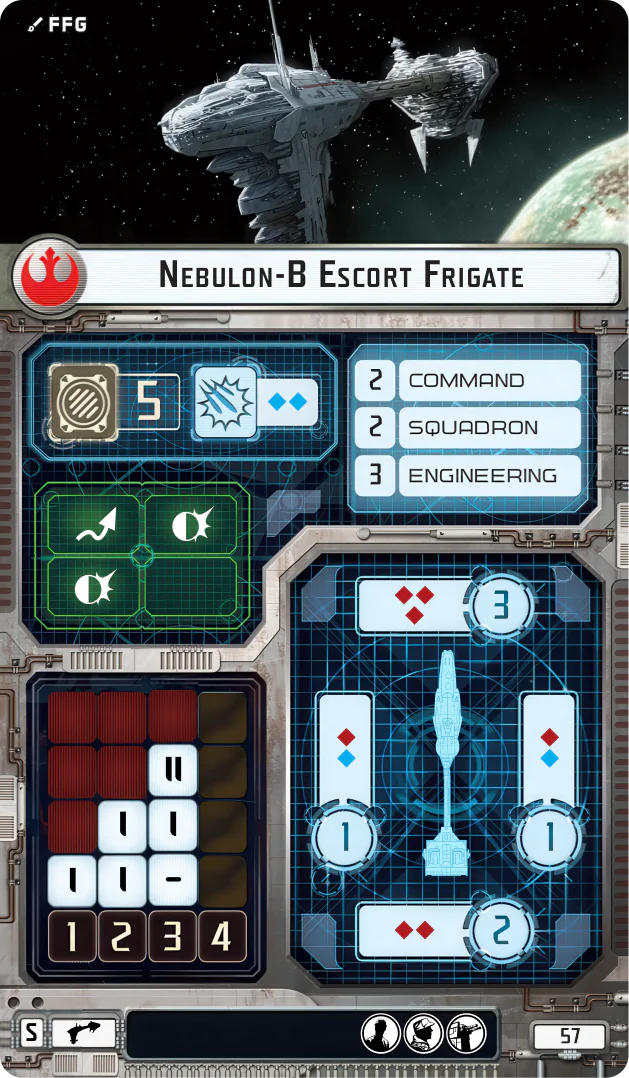 FFG
NEBULON-B ESCORT FRIGATE
5
2 COMMAND
2 SQUADRON
3 ENGINEERING
3
1
1
2
II
I I
I I -
1 2 3 4
S
57